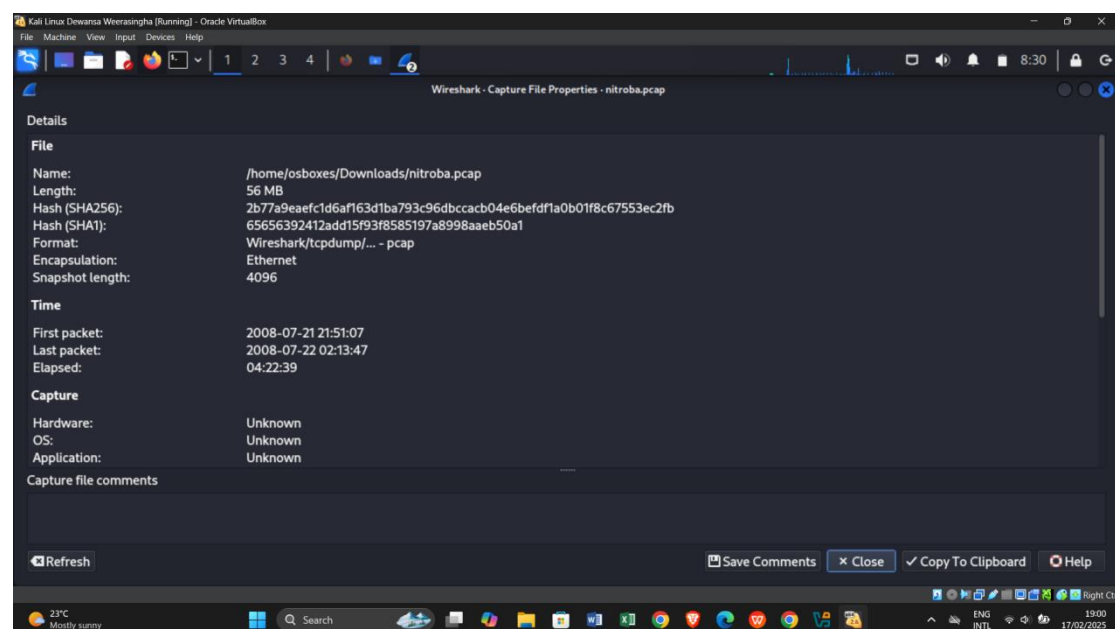 Kali Linux Dewansa Weerasingha [Running] - Oracle VirtualBox
File Machine View Input Devices Help
1 2 3 4 2 8:30
Wireshark · Capture File Properties · nitroba.pcap
Details
File
Name: /home/osboxes/Downloads/nitroba.pcap
Length: 56 MB
Hash (SHA256): 2b77a9eaefc1d6af163d1ba793c96dbccacb04e6befdf1a0b01f8c67553ec2fb
Hash (SHA1): 65656392412add15f93f8585197a8998aaeb50a1
Format: Wireshark/tcpdump/... - pcap
Encapsulation: Ethernet
Snapshot length: 4096
Time
First packet: 2008-07-21 21:51:07
Last packet: 2008-07-22 02:13:47
Elapsed: 04:22:39
Capture
Hardware: Unknown
OS: Unknown
Application: Unknown
Capture file comments
Refresh Save Comments Close Copy To Clipboard Help
Right Ct
23°C
Mostly sunny
Search
ENG
INTL
19:00
17/02/2025